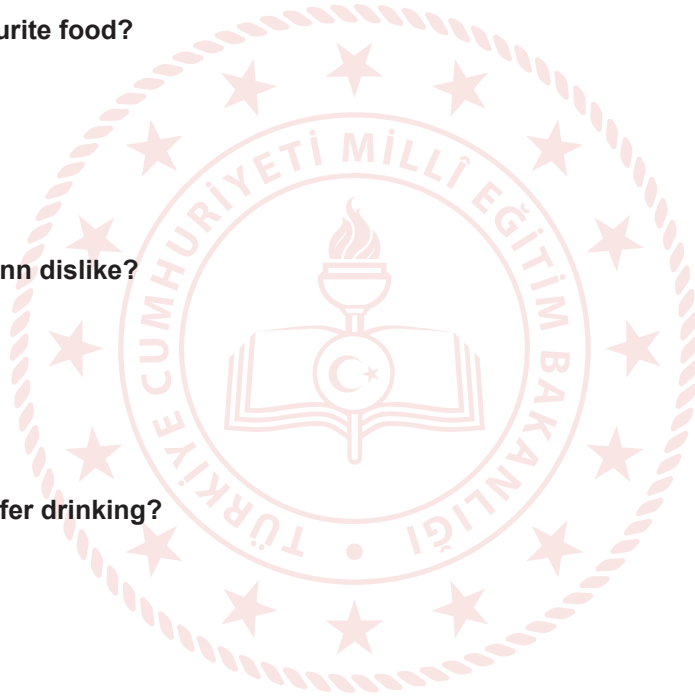 urite food?
TÜRKİYE CUMHURİYETİ MİLLÎ EĞİTİM BAKANLIĞI
nn dislike?
fer drinking?